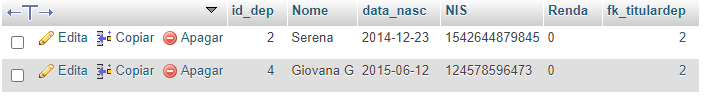 id_dep Nome data_nasc NIS Renda fk_titulardep
Edita Copiar Apagar 2 Serena 2014-12-23 1542644879845 0 2
Edita Copiar Apagar 4 Giovana G 2015-06-12 124578596473 0 2